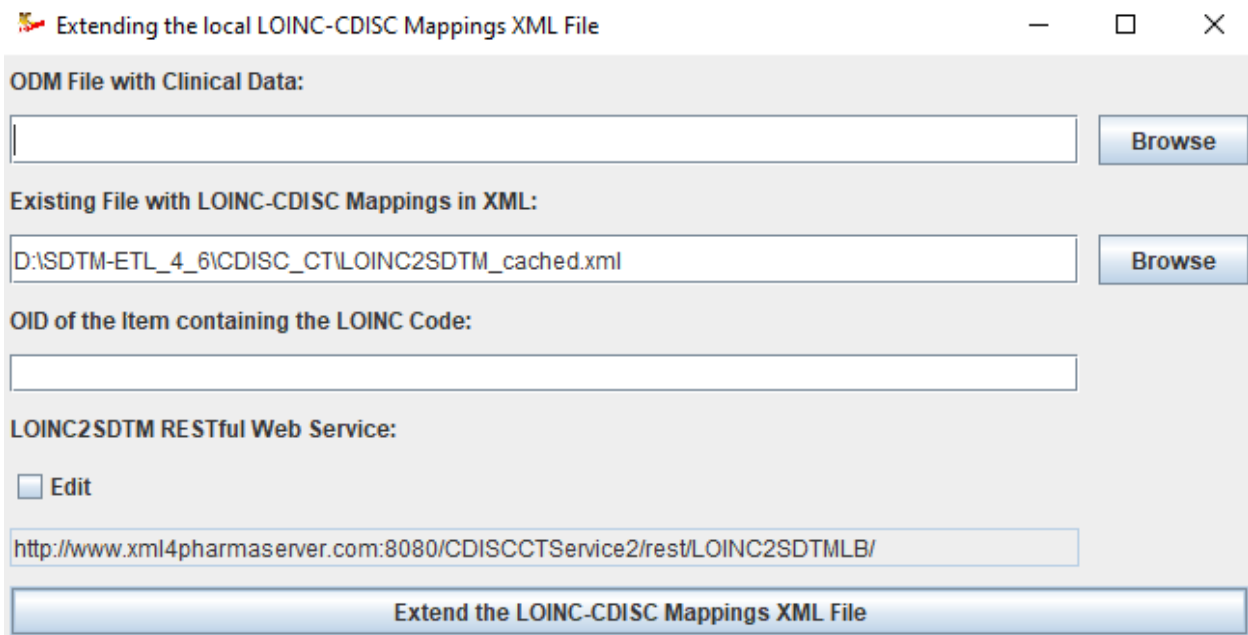 Extending the local LOINC-CDISC Mappings XML File
ODM File with Clinical Data:
Browse
Existing File with LOINC-CDISC Mappings in XML:
D:\SDTM-ETL_4_6\CDISC_CT\LOINC2SDTM_cached.xml
Browse
OID of the Item containing the LOINC Code:
LOINC2SDTM RESTful Web Service:
Edit
http://www.xml4pharmaserver.com:8080/CDISCCTService2/rest/LOINC2SDTMLB/
Extend the LOINC-CDISC Mappings XML File